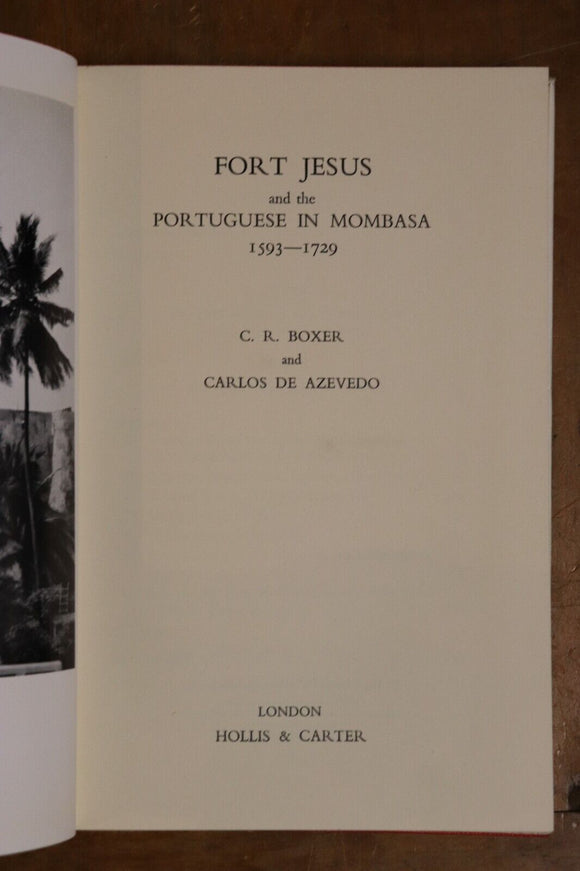 FORT JESUS
and the
PORTUGUESE IN MOMBASA
1593—1729
C. R. BOXER
and
CARLOS DE AZEVEDO
LONDON
HOLLIS & CARTER